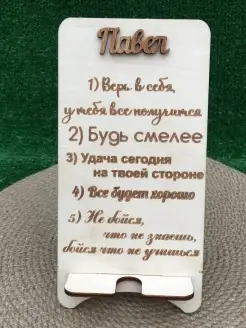 Павел
1) Верь в себя,
у тебя все получится
2) Будь смелее
3) Удача сегодня
на твоей стороне
4) Все будет хорошо
5) Не бойся,
что не знаешь,
бойся что не учишься